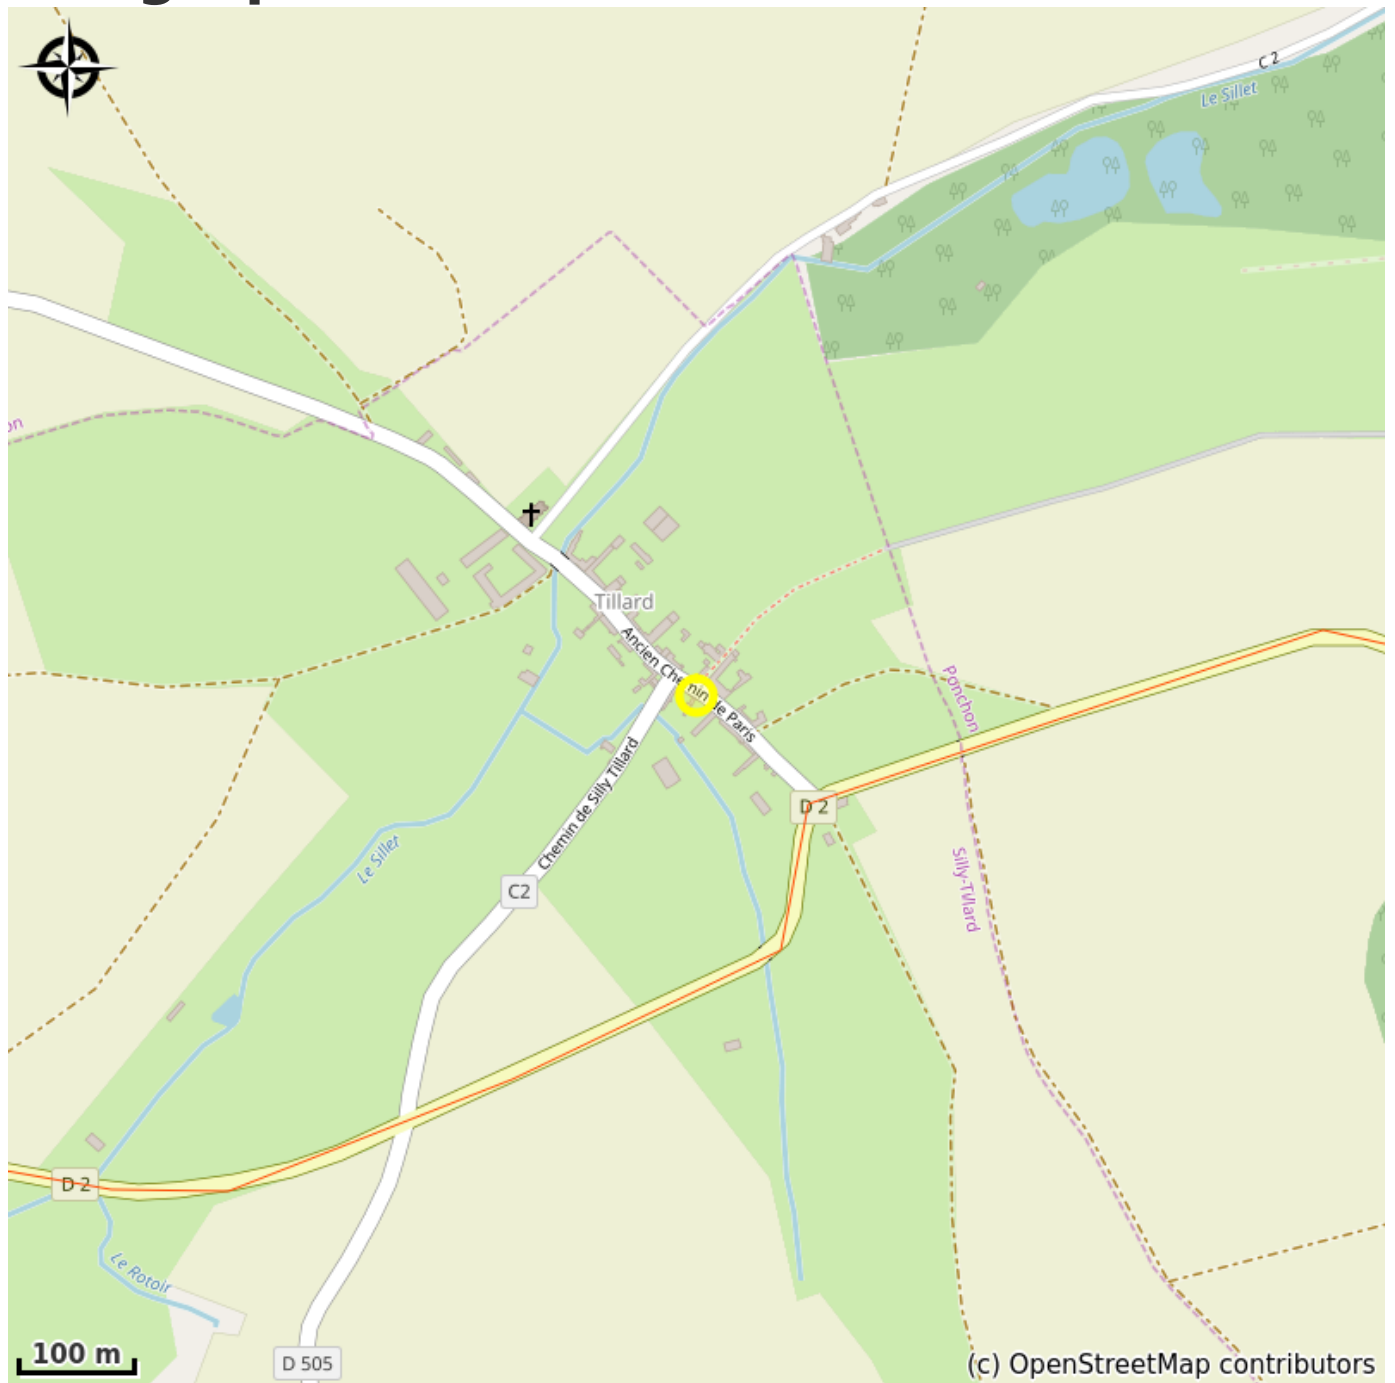 C 2
Le Sillet
on
Tillard
Ancien Chemin de Paris
Ponchon
Chemin de Silly Tillard
D 2
Le Sillet
Silly-Tillard
C2
D 2
Le Rotoir
100 m
D 505
(c) OpenStreetMap contributors